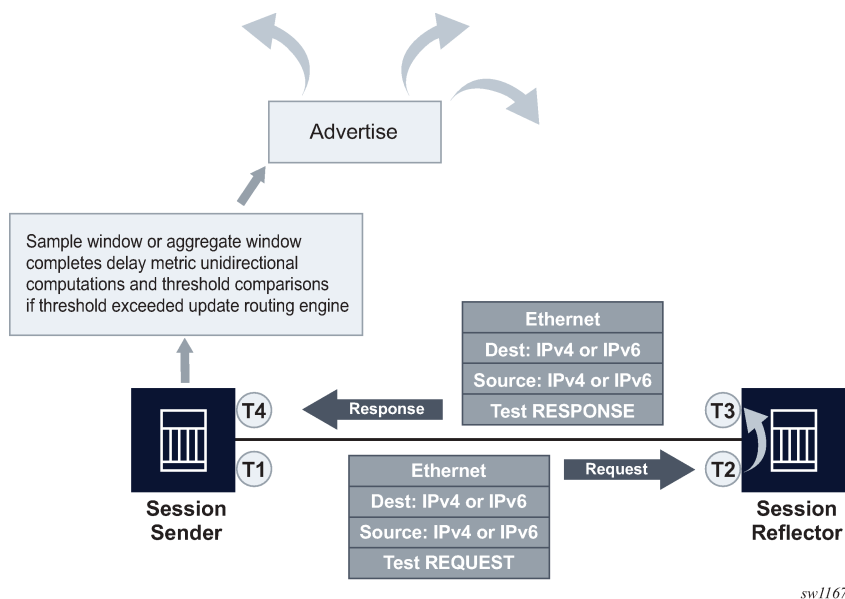 Advertise
Sample window or aggregate window
completes delay metric unidirectional
computations and threshold comparisons
if threshold exceeded update routing engine
Ethernet
Dest: IPv4 or IPv6
Source: IPv4 or IPv6
Test RESPONSE
T4
Response
T3
T1
Request
T2
Ethernet
Dest: IPv4 or IPv6
Source: IPv4 or IPv6
Test REQUEST
Session
Sender
Session
Reflector
sw1167